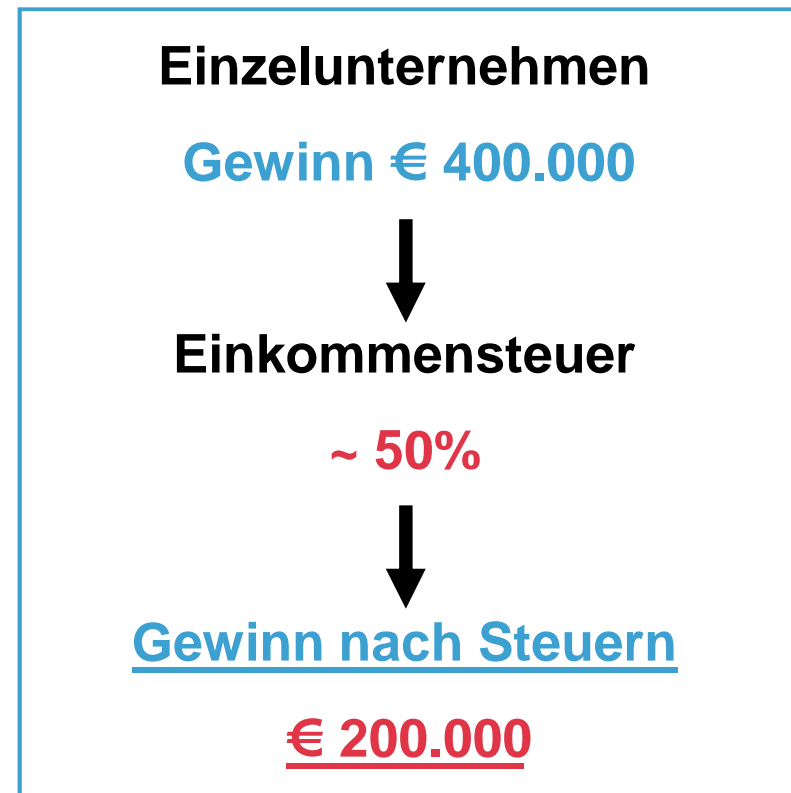 Einzelunternehmen
Gewinn € 400.000
Einkommensteuer
~ 50%
Gewinn nach Steuern
€ 200.000